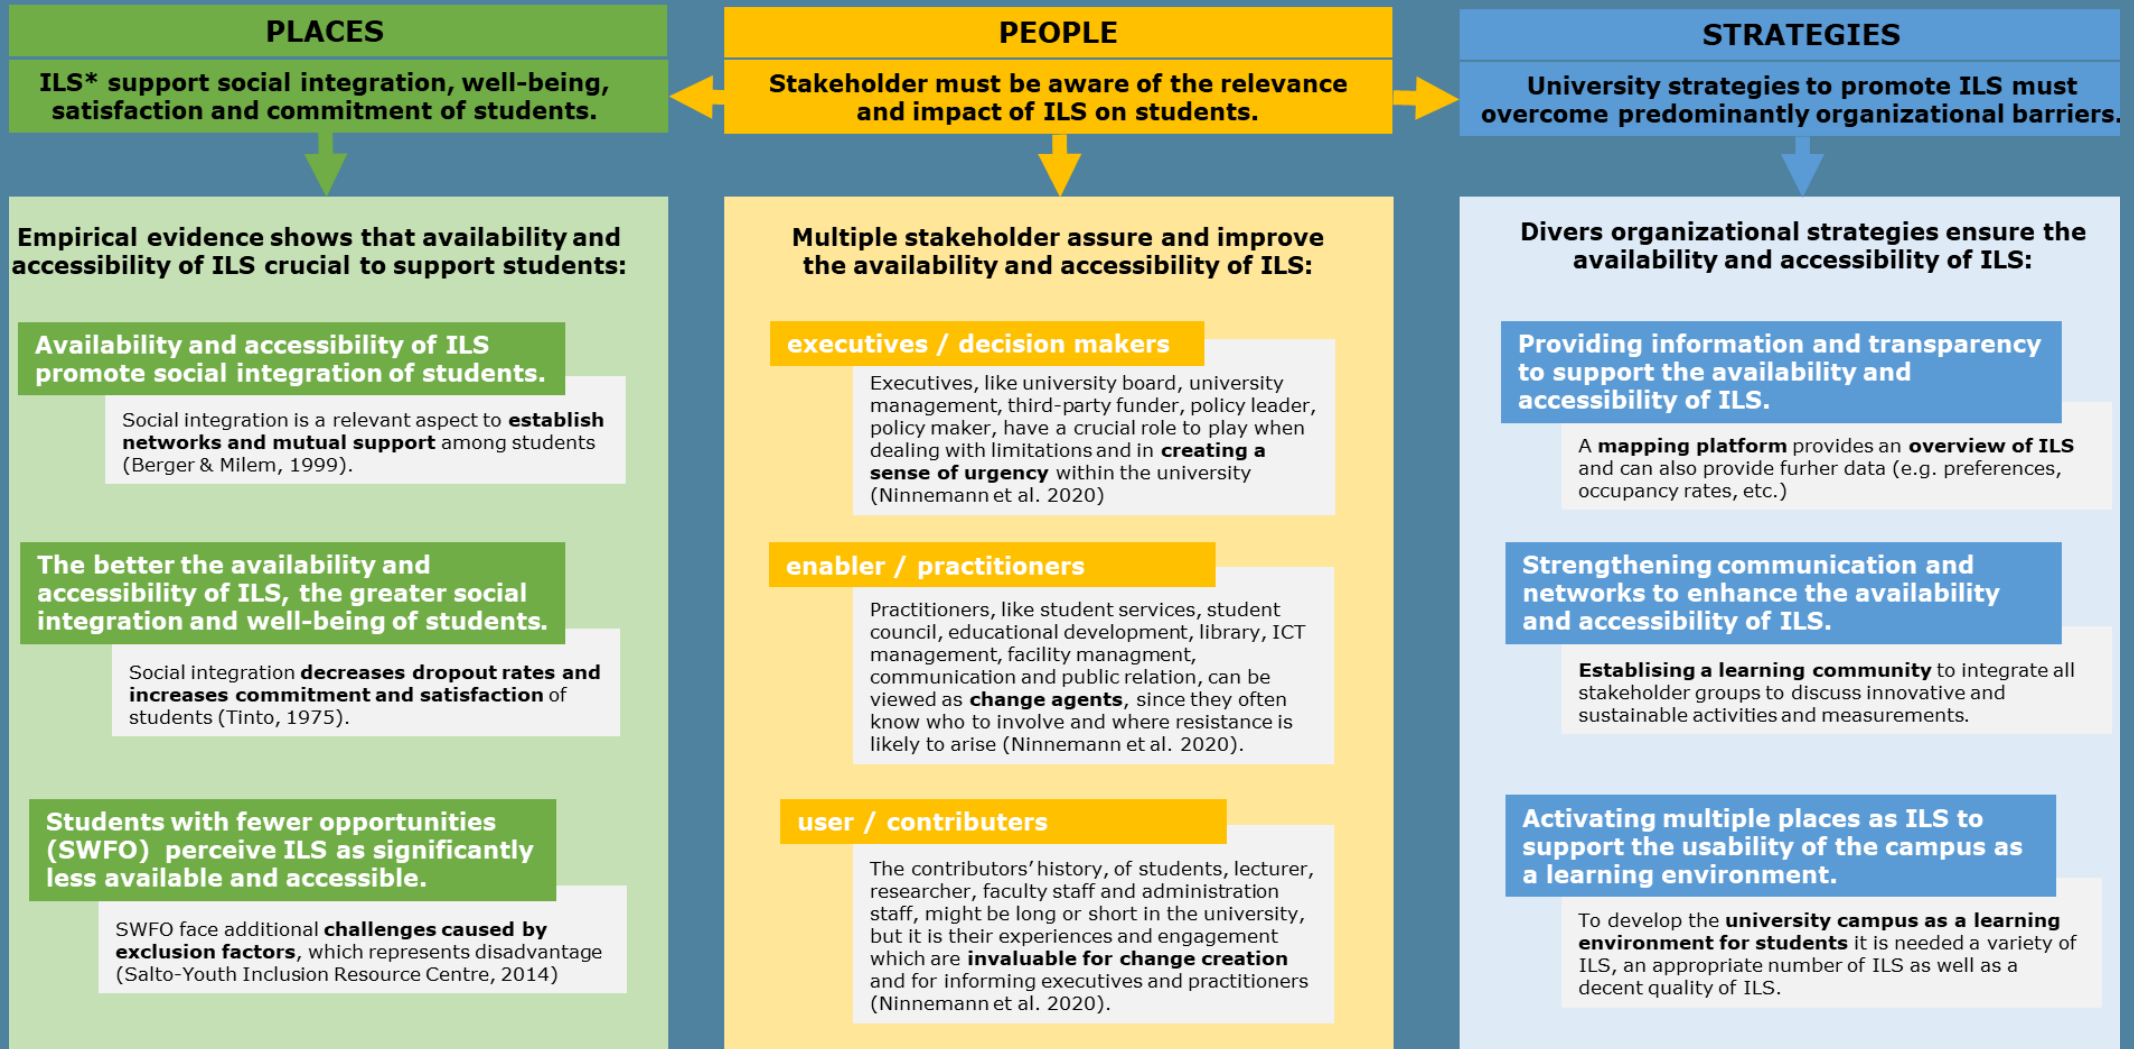 PLACES
ILS* support social integration, well-being,
satisfaction and commitment of students.
Empirical evidence shows that availability and
accessibility of ILS crucial to support students:
Availability and accessibility of ILS
promote social integration of students.
Social integration is a relevant aspect to establish
networks and mutual support among students
(Berger & Milem, 1999).
The better the availability and
accessibility of ILS, the greater social
integration and well-being of students.
Social integration decreases dropout rates and
increases commitment and satisfaction of
students (Tinto, 1975).
Students with fewer opportunities
(SWFO) perceive ILS as significantly
less available and accessible.
SWFO face additional challenges caused by
exclusion factors, which represents disadvantage
(Salto-Youth Inclusion Resource Centre, 2014)
PEOPLE
Stakeholder must be aware of the relevance
and impact of ILS on students.
Multiple stakeholder assure and improve
the availability and accessibility of ILS:
executives / decision makers
Executives, like university board, university
management, third-party funder, policy leader,
policy maker, have a crucial role to play when
dealing with limitations and in creating a
sense of urgency within the university
(Ninnemann et al. 2020)
enabler / practitioners
Practitioners, like student services, student
council, educational development, library, ICT
management, facility managment,
communication and public relation, can be
viewed as change agents, since they often
know who to involve and where resistance is
likely to arise (Ninnemann et al. 2020).
user / contributers
The contributors' history, of students, lecturer,
researcher, faculty staff and administration
staff, might be long or short in the university,
but it is their experiences and engagement
which are invaluable for change creation
and for informing executives and practitioners
(Ninnemann et al. 2020).
STRATEGIES
University strategies to promote ILS must
overcome predominantly organizational barriers.
Divers organizational strategies ensure the
availability and accessibility of ILS:
Providing information and transparency
to support the availability and
accessibility of ILS.
A mapping platform provides an overview of ILS
and can also provide furher data (e.g. preferences,
occupancy rates, etc.)
Strengthening communication and
networks to enhance the availability
and accessibility of ILS.
Establising a learning community to integrate all
stakeholder groups to discuss innovative and
sustainable activities and measurements.
Activating multiple places as ILS to
support the usability of the campus as
a learning environment.
To develop the university campus as a learning
environment for students it is needed a variety of
ILS, an appropriate number of ILS as well as a
decent quality of ILS.